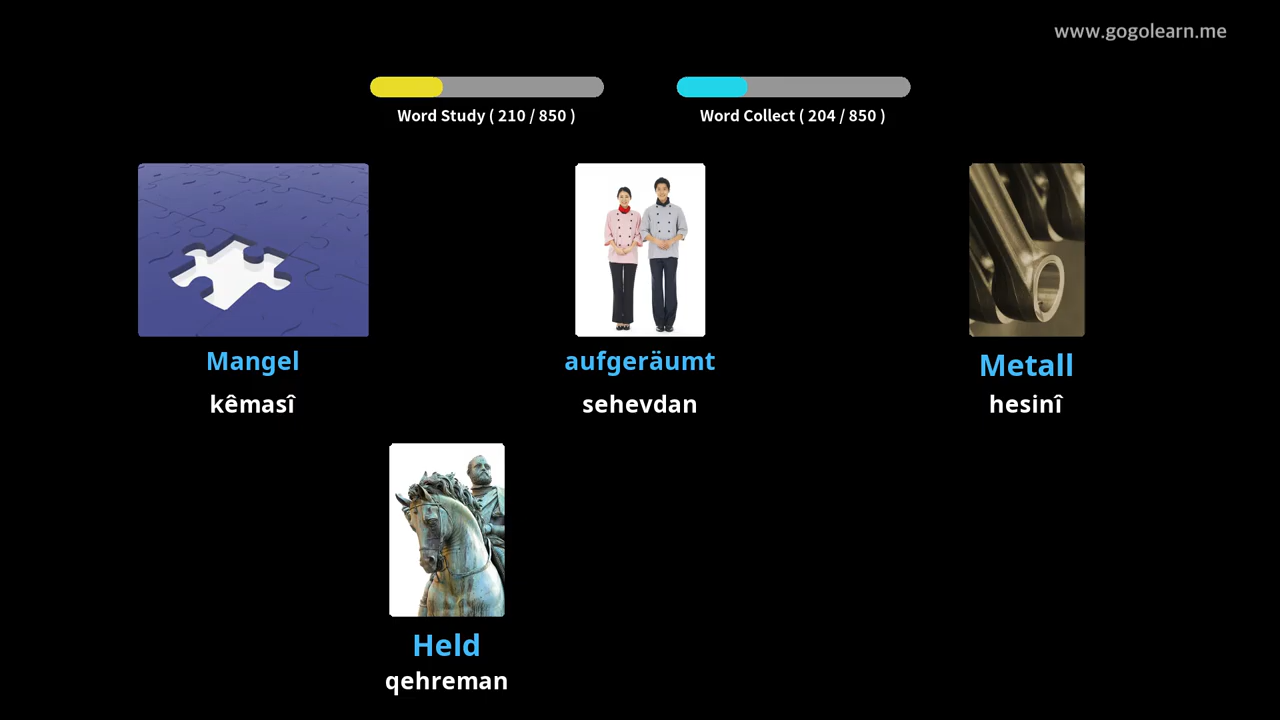 www.gogolearn.me
Word Study ( 210 / 850 )
Word Collect ( 204 / 850 )
Mangel
aufgeräumt
Metall
kêmasî
sehevdan
hesinî
Held
qehreman